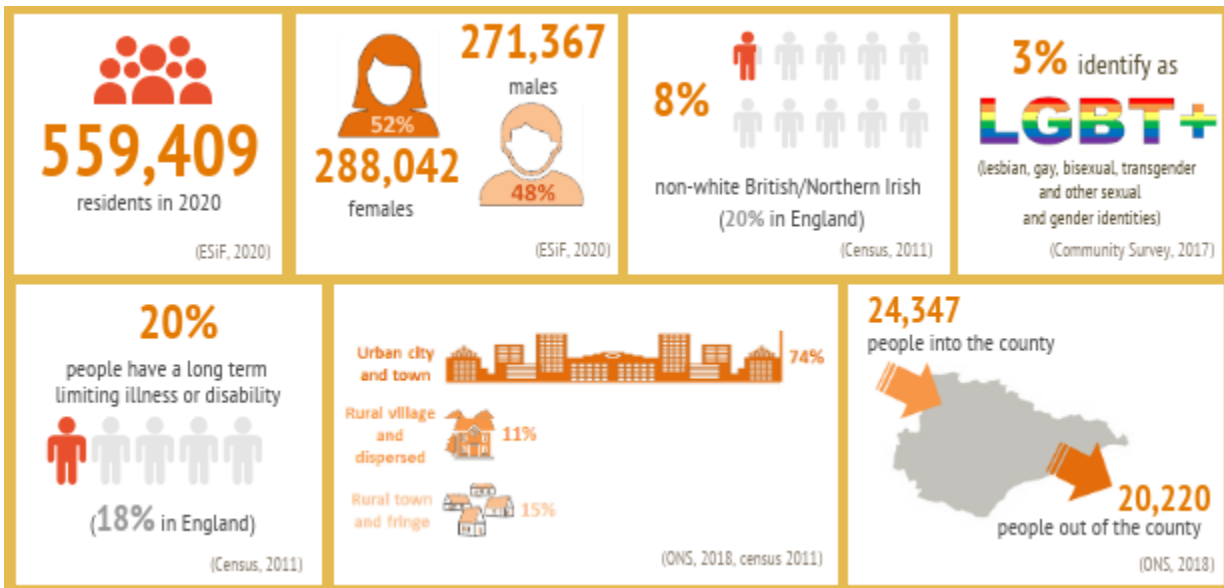 559,409
residents in 2020
(ESiF, 2020)
52%
288,042
females
271,367
males
48%
(ESiF, 2020)
8%
non-white British/Northern Irish
(20% in England)
(Census, 2011)
3% identify as
LGBT+
(lesbian, gay, bisexual, transgender
and other sexual
and gender identities)
(Community Survey, 2017)
20%
people have a long term
limiting illness or disability
(18% in England)
(Census, 2011)
Urban city
and town
74%
Rural village
and
dispersed
11%
Rural town
and fringe
15%
(ONS, 2018, census 2011)
24,347
people into the county
20,220
people out of the county
(ONS, 2018)